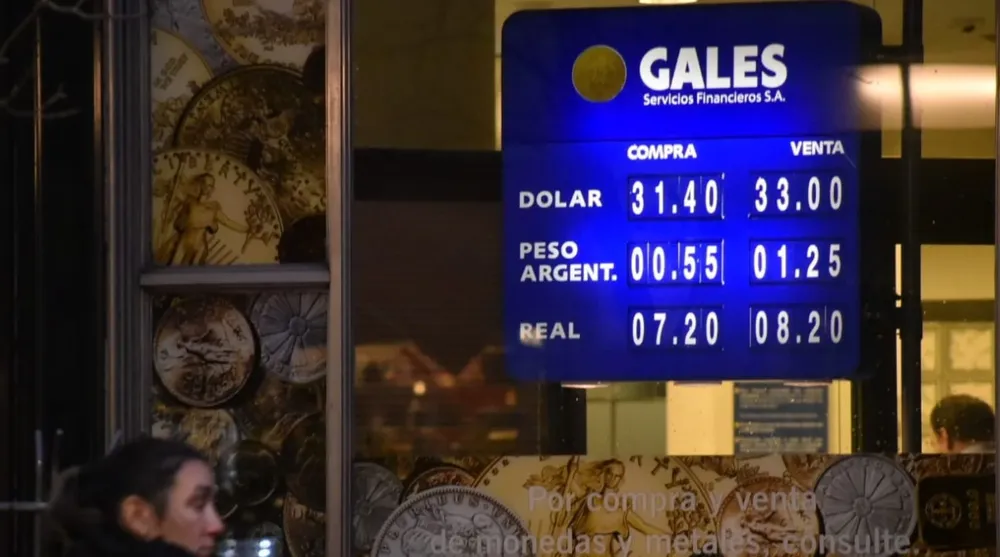 GALES
Servicios Financieros S.A.
COMPRA VENTA
DOLAR 31.40 33.00
PESO
ARGENT. 00.55 01.25
REAL 07.20 08.20
Por compra y venta
de monedas y metales, consulte